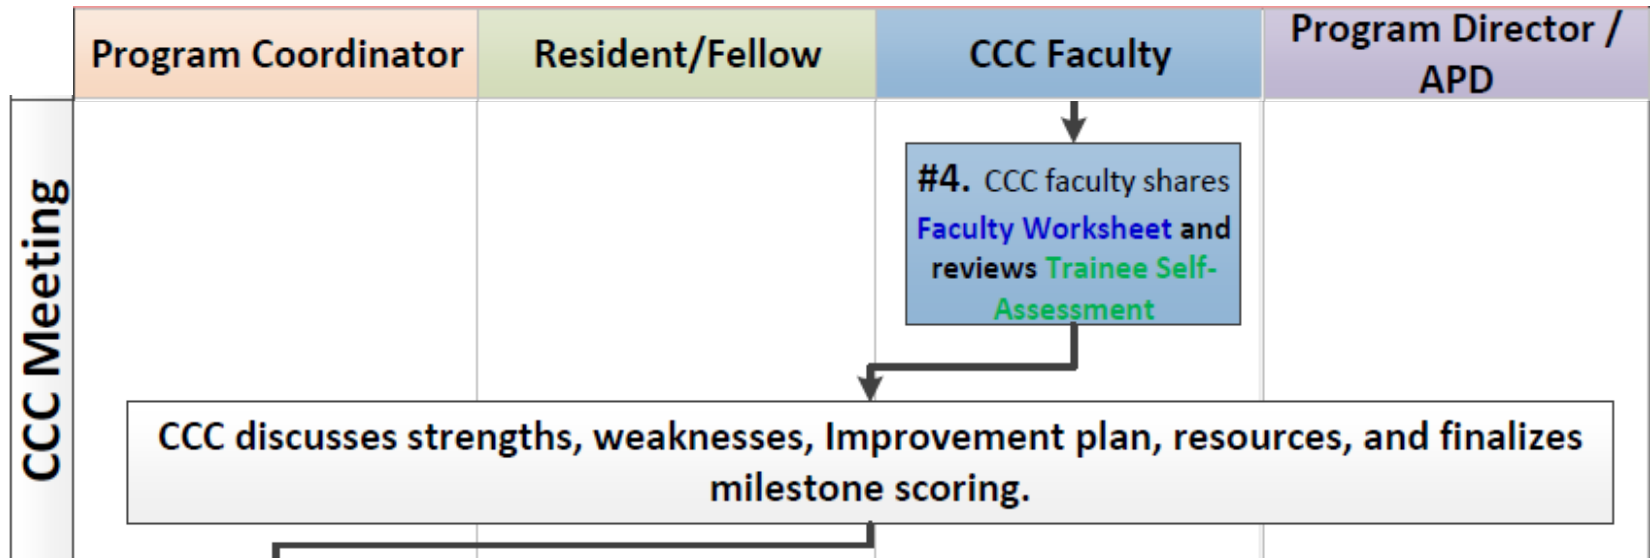 Program Coordinator
Resident/Fellow
CCC Faculty
Program Director /
APD
CCC Meeting
#4. CCC faculty shares
Faculty Worksheet and
reviews Trainee Self-
Assessment
CCC discusses strengths, weaknesses, Improvement plan, resources, and finalizes
milestone scoring.